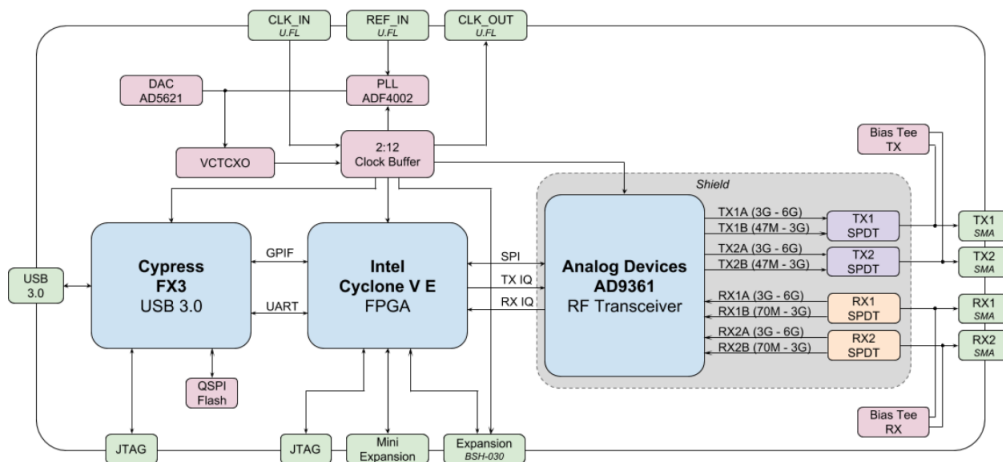 CLK_IN
U.FL
REF_IN
U.FL
CLK_OUT
U.FL
DAC
AD5621
PLL
ADF4002
VCTCXO
2:12
Clock Buffer
Bias Tee
TX
Shield
Cypress
FX3
USB 3.0
GPIF
UART
Intel
Cyclone V E
FPGA
SPI
TX IQ
RX IQ
Analog Devices
AD9361
RF Transceiver
TX1A (3G - 6G)
TX1B (47M - 3G)
TX2A (3G - 6G)
TX2B (47M - 3G)
RX1A (3G - 6G)
RX1B (70M - 3G)
RX2A (3G - 6G)
RX2B (70M - 3G)
TX1
SPDT
TX2
SPDT
RX1
SPDT
RX2
SPDT
TX1
SMA
TX2
SMA
RX1
SMA
RX2
SMA
USB
3.0
QSPI
Flash
Bias Tee
RX
JTAG
JTAG
Mini
Expansion
Expansion
BSH-030